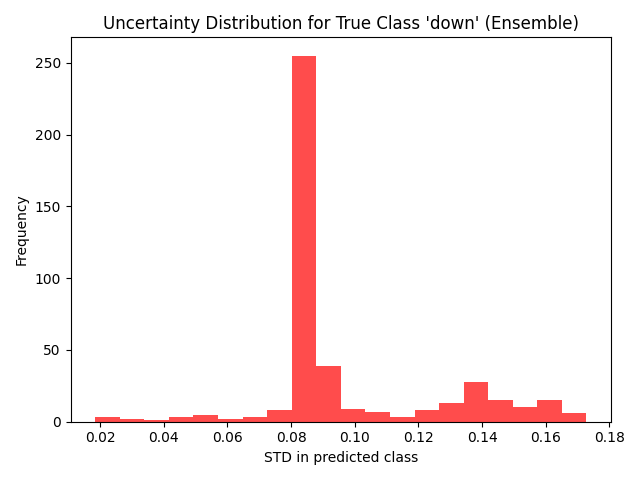 Uncertainty Distribution for True Class 'down' (Ensemble)
Frequency
250
200
150
100
50
0
0.02 0.04 0.06 0.08 0.10 0.12 0.14 0.16 0.18
STD in predicted class